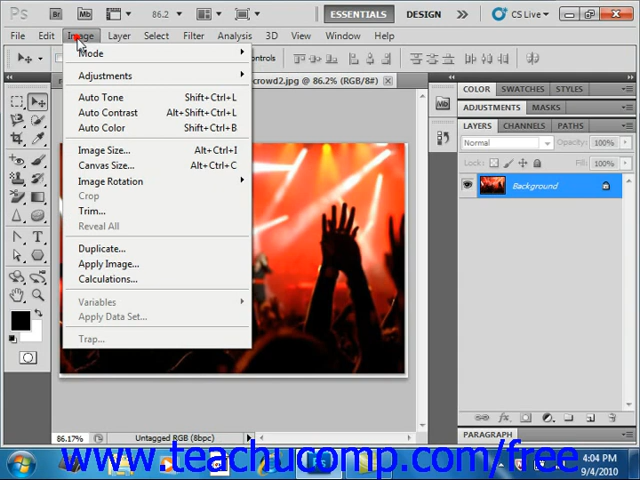 Ps Br Mb 86.2 ESSENTIALS DESIGN CS Live
File Edit Image Layer Select Filter Analysis 3D View Window Help
Mode
Adjustments
Auto Tone Shift+Ctrl+L
Auto Contrast Alt+Shift+Ctrl+L
Auto Color Shift+Ctrl+B
Image Size... Alt+Ctrl+I
Canvas Size... Alt+Ctrl+C
Image Rotation
Crop
Trim...
Reveal All
Duplicate...
Apply Image...
Calculations...
Variables
Apply Data Set...
Trap...
controls
crowd2.jpg @ 86.2% (RGB/8#)
COLOR SWATCHES STYLES
ADJUSTMENTS MASKS
LAYERS CHANNELS PATHS
Normal Opacity: 100%
Lock: Fill: 100%
Background
PARAGRAPH
86.17% Untagged RGB (8bpc)
www.teachucomp.com/free
4:04 PM
9/4/2010